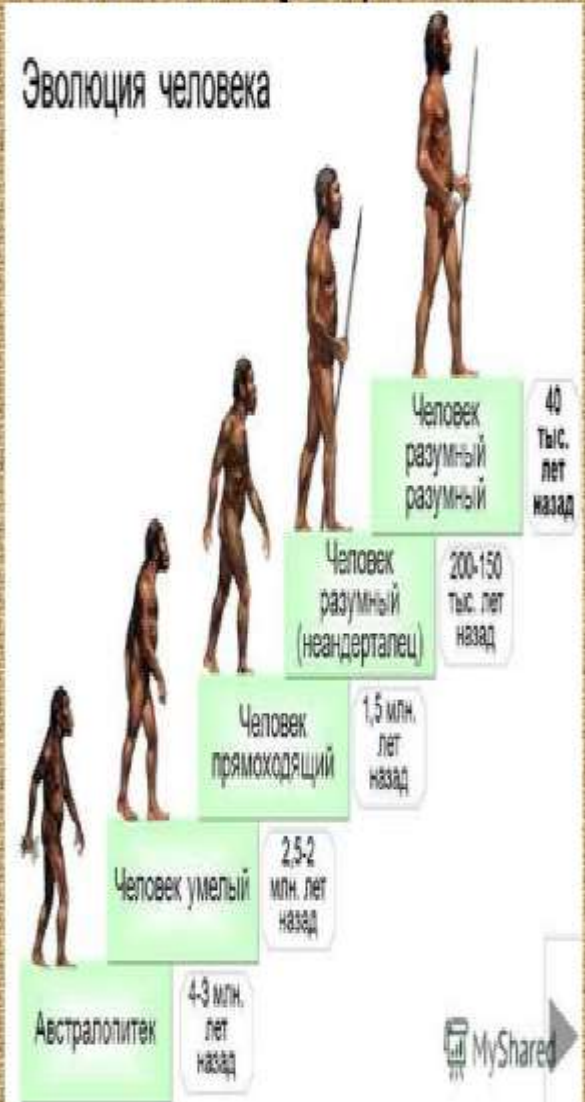 Эволюция человека
Человек
разумный
разумный
40
тыс.
лет
назад
Человек
разумный
(неандерталец)
200-150
тыс. лет
назад
Человек
прямоходящий
1,5 млн.
лет
назад
Человек умелый
2,5-2
млн. лет
назад
Австралопитек
4-3 млн.
лет
назад
MyShared